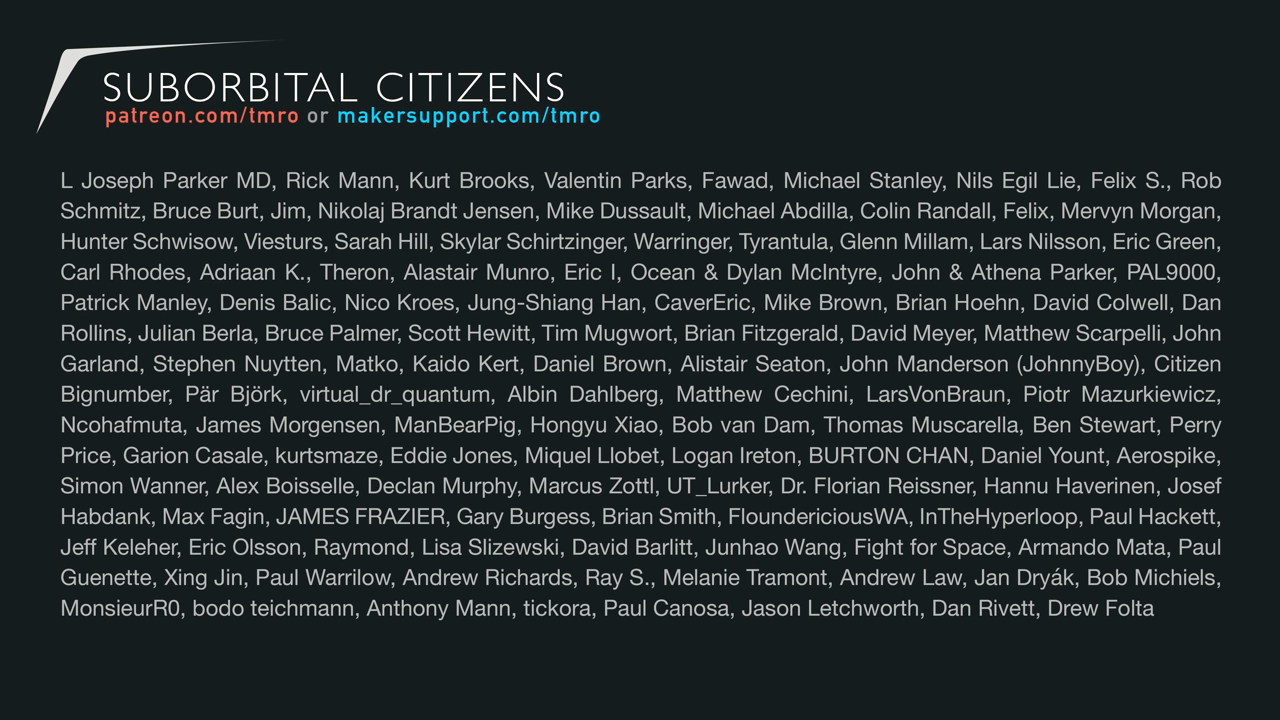 SUBORBITAL CITIZENS
patreon.com/tmro or makersupport.com/tmro
L Joseph Parker MD, Rick Mann, Kurt Brooks, Valentin Parks, Fawad, Michael Stanley, Nils Egil Lie, Felix S., Rob
Schmitz, Bruce Burt, Jim, Nikolaj Brandt Jensen, Mike Dussault, Michael Abdilla, Colin Randall, Felix, Mervyn Morgan,
Hunter Schwisow, Viesturs, Sarah Hill, Skylar Schirtzinger, Warringer, Tyrantula, Glenn Millam, Lars Nilsson, Eric Green,
Carl Rhodes, Adriaan K., Theron, Alastair Munro, Eric I, Ocean & Dylan McIntyre, John & Athena Parker, PAL9000,
Patrick Manley, Denis Balic, Nico Kroes, Jung-Shiang Han, CaverEric, Mike Brown, Brian Hoehn, David Colwell, Dan
Rollins, Julian Berla, Bruce Palmer, Scott Hewitt, Tim Mugwort, Brian Fitzgerald, David Meyer, Matthew Scarpelli, John
Garland, Stephen Nuytten, Matko, Kaido Kert, Daniel Brown, Alistair Seaton, John Manderson (JohnnyBoy), Citizen
Bignumber, Pär Björk, virtual_dr_quantum, Albin Dahlberg, Matthew Cechini, LarsVonBraun, Piotr Mazurkiewicz,
Ncohafmuta, James Morgensen, ManBearPig, Hongyu Xiao, Bob van Dam, Thomas Muscarella, Ben Stewart, Perry
Price, Garion Casale, kurtsmaze, Eddie Jones, Miquel Llobet, Logan Ireton, BURTON CHAN, Daniel Yount, Aerospike,
Simon Wanner, Alex Boisselle, Declan Murphy, Marcus Zottl, UT_Lurker, Dr. Florian Reissner, Hannu Haverinen, Josef
Habdank, Max Fagin, JAMES FRAZIER, Gary Burgess, Brian Smith, FloundericiousWA, InTheHyperloop, Paul Hackett,
Jeff Keleher, Eric Olsson, Raymond, Lisa Slizewski, David Barlitt, Junhao Wang, Fight for Space, Armando Mata, Paul
Guenette, Xing Jin, Paul Warrilow, Andrew Richards, Ray S., Melanie Tramont, Andrew Law, Jan Dryák, Bob Michiels,
MonsieurR0, bodo teichmann, Anthony Mann, tickora, Paul Canosa, Jason Letchworth, Dan Rivett, Drew Folta